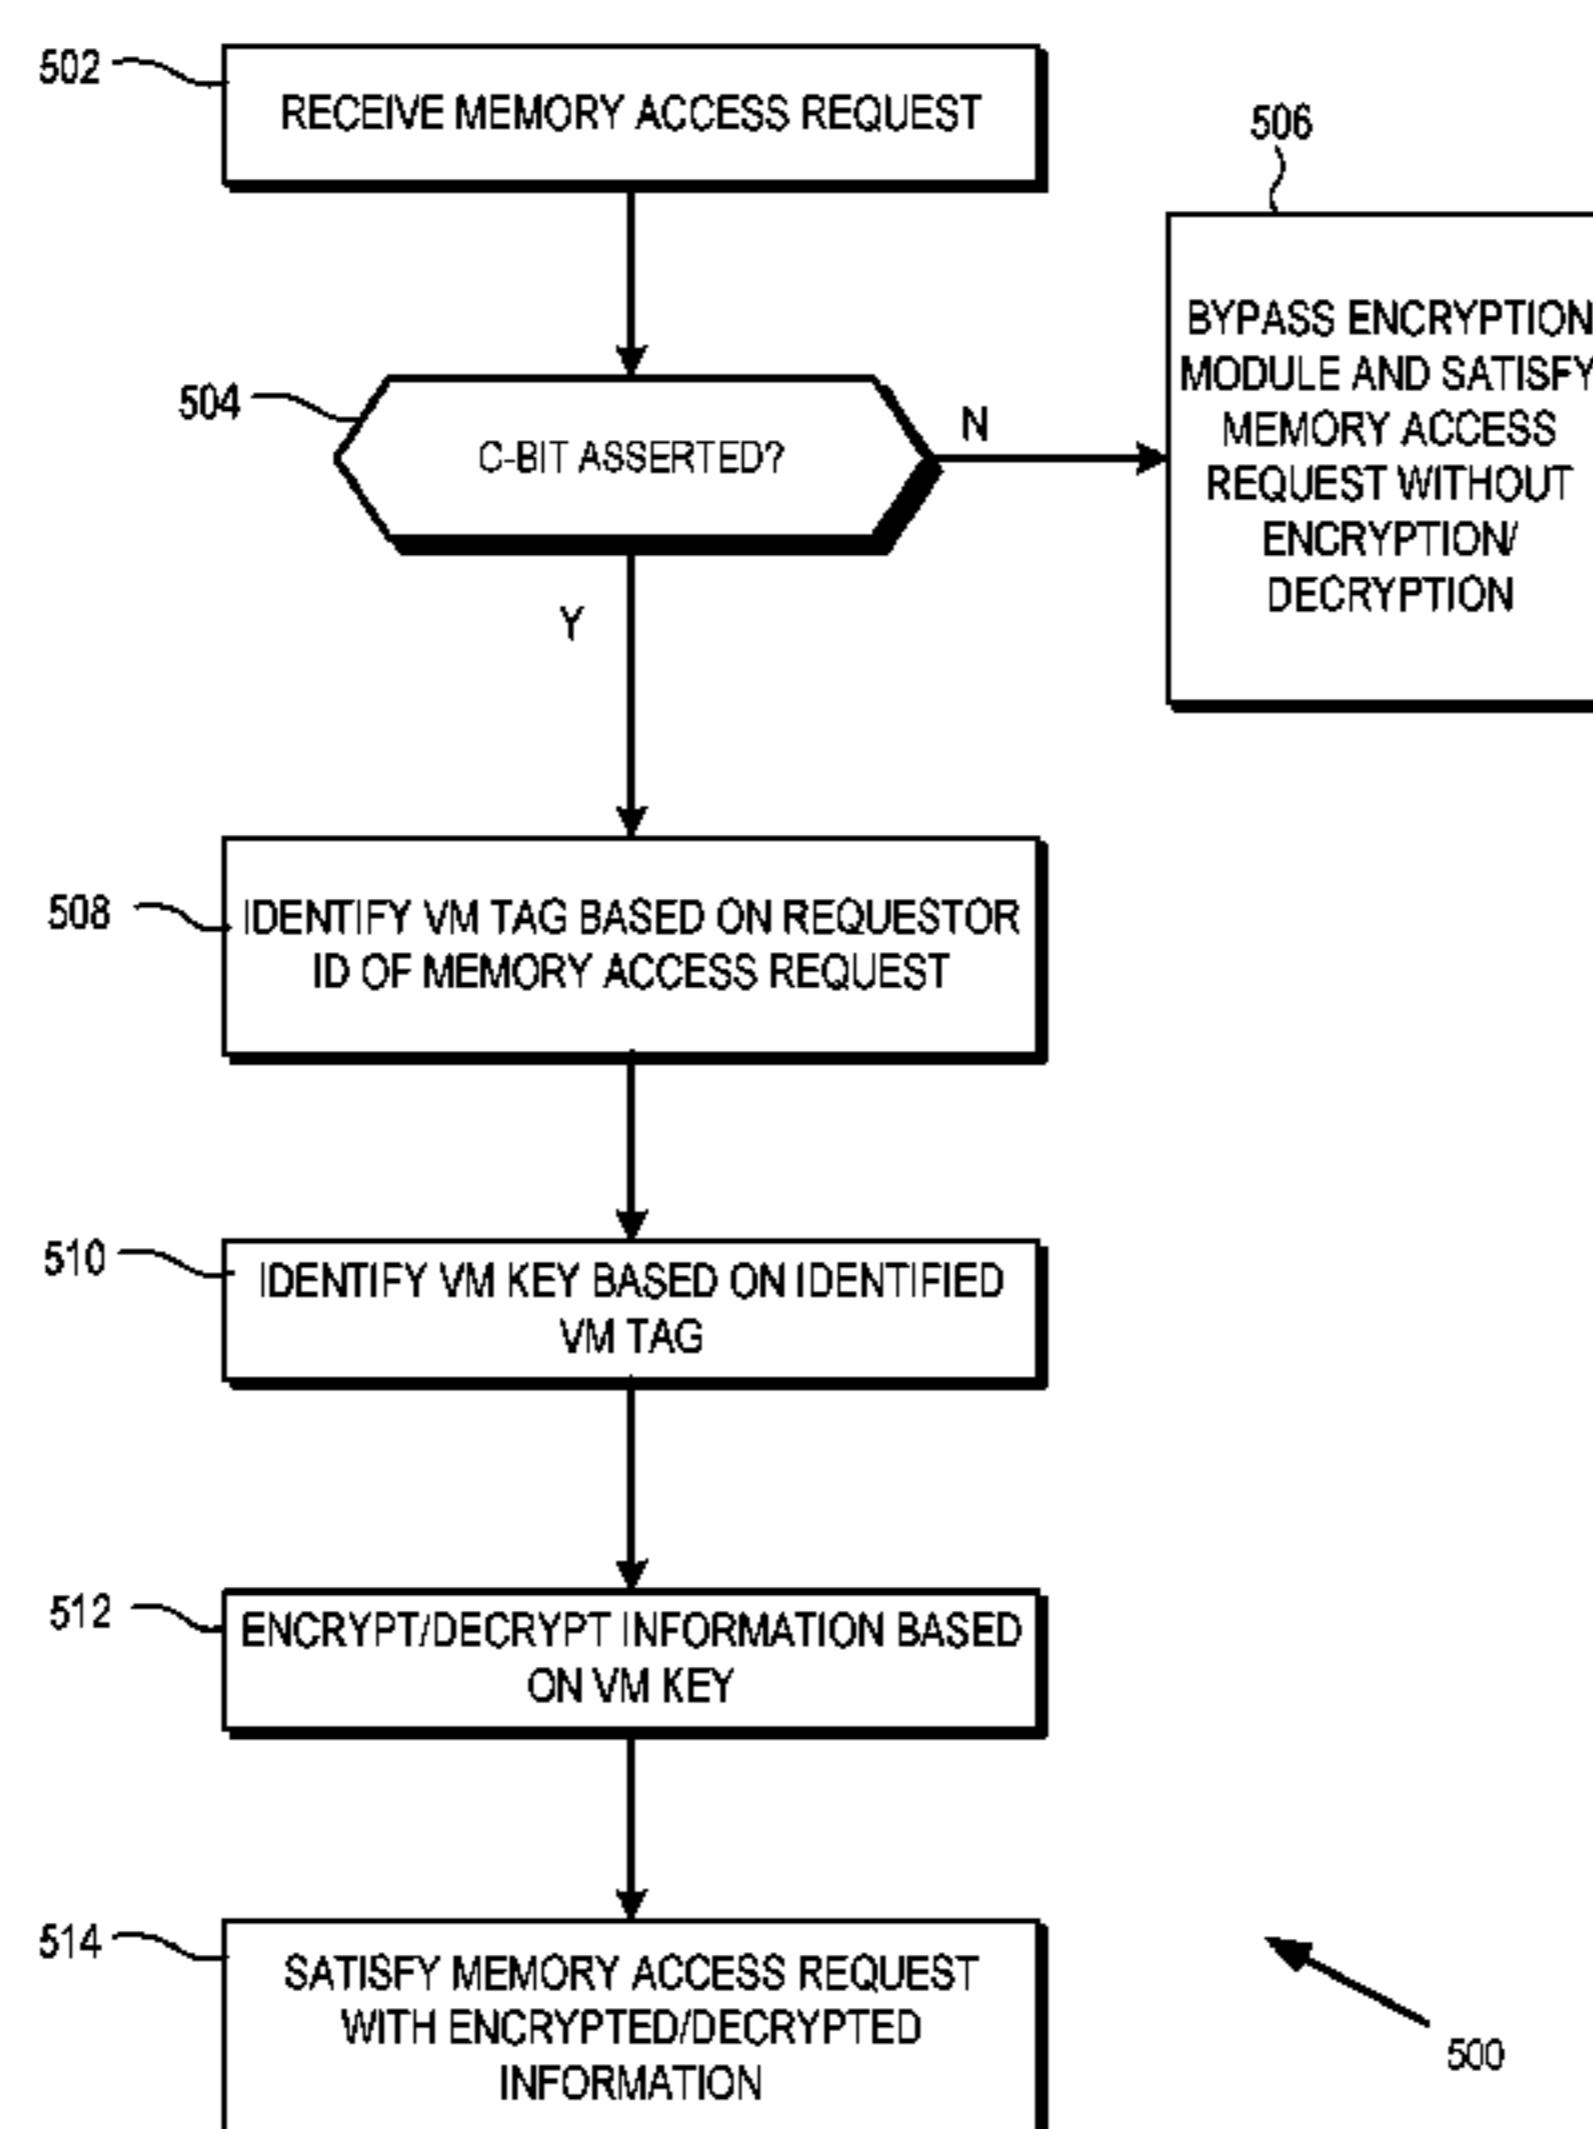 502
RECEIVE MEMORY ACCESS REQUEST
506
BYPASS ENCRYPTION
MODULE AND SATISFY
MEMORY ACCESS
REQUEST WITHOUT
ENCRYPTION/
DECRYPTION
504
C-BIT ASSERTED?
N
Y
508
IDENTIFY VM TAG BASED ON REQUESTOR
ID OF MEMORY ACCESS REQUEST
510
IDENTIFY VM KEY BASED ON IDENTIFIED
VM TAG
512
ENCRYPT/DECRYPT INFORMATION BASED
ON VM KEY
514
SATISFY MEMORY ACCESS REQUEST
WITH ENCRYPTED/DECRYPTED
INFORMATION
500